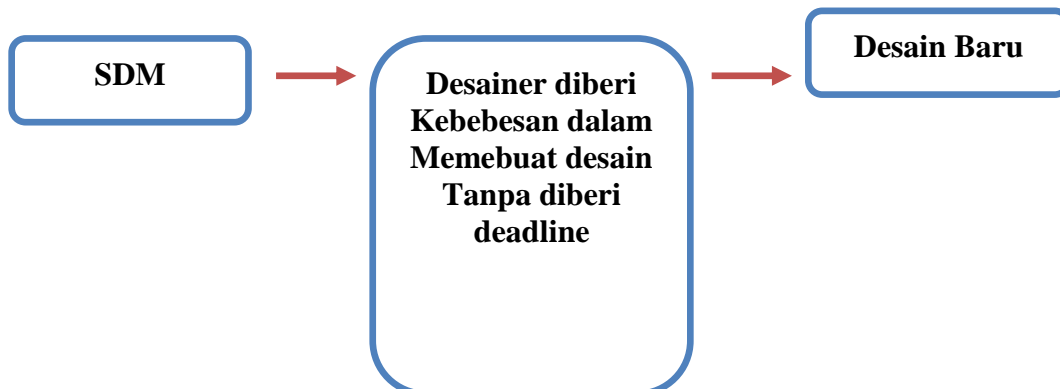 SDM
Desainer diberi
Kebebesan dalam
Memebuat desain
Tanpa diberi
deadline
Desain Baru